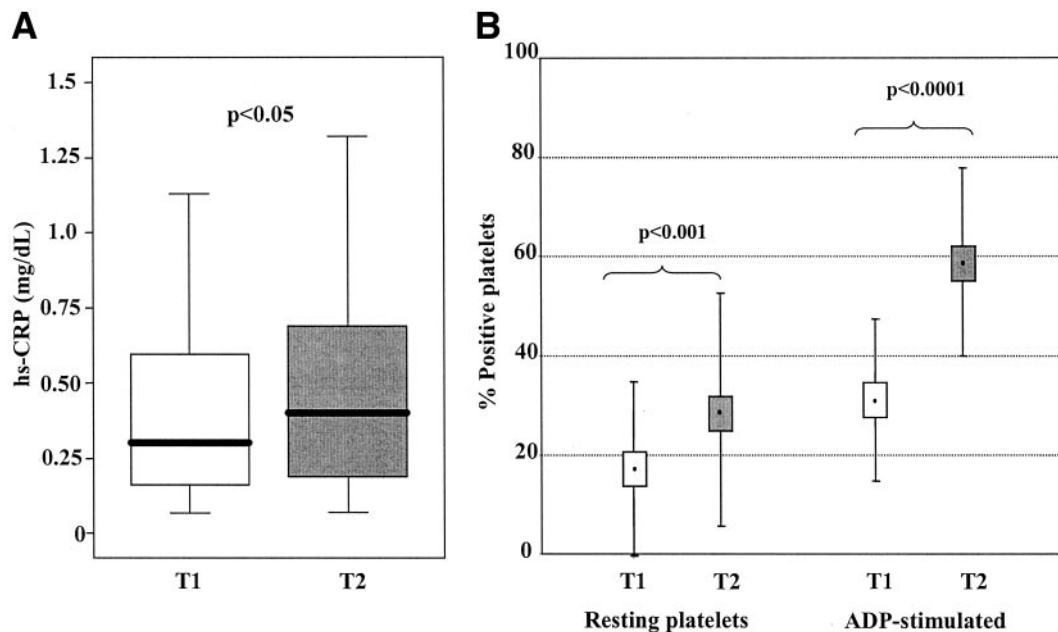 A
hs-CRP (mg/dL)
1.5
1.25
1.0
0.75
0.50
0.25
0
p<0.05
T1
T2
B
% Positive platelets
100
80
60
40
20
0
p<0.001
p<0.0001
T1
T2
T1
T2
Resting platelets
ADP-stimulated